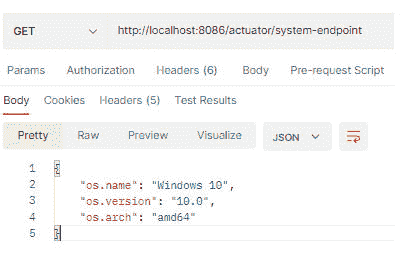 GET http://localhost:8086/actuator/system-endpoint
Params Authorization Headers (6) Body Pre-request Script
Body Cookies Headers (5) Test Results
Pretty Raw Preview Visualize JSON
1 {
2 "os.name": "Windows 10",
3 "os.version": "10.0",
4 "os.arch": "amd64"
5 }